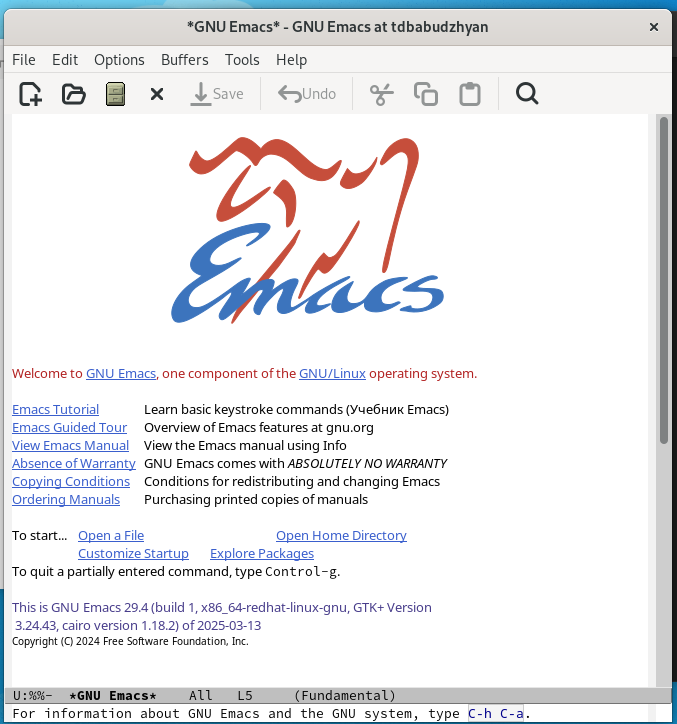 *GNU Emacs* - GNU Emacs at tdbabudzhyan
File Edit Options Buffers Tools Help
Save Undo
Emacs
Welcome to GNU Emacs, one component of the GNU/Linux operating system.
Emacs Tutorial Learn basic keystroke commands (Учебник Emacs)
Emacs Guided Tour Overview of Emacs features at gnu.org
View Emacs Manual View the Emacs manual using Info
Absence of Warranty GNU Emacs comes with ABSOLUTELY NO WARRANTY
Copying Conditions Conditions for redistributing and changing Emacs
Ordering Manuals Purchasing printed copies of manuals
To start... Open a File Open Home Directory
Customize Startup Explore Packages
To quit a partially entered command, type Control-g.
This is GNU Emacs 29.4 (build 1, x86_64-redhat-linux-gnu, GTK+ Version
3.24.43, cairo version 1.18.2) of 2025-03-13
Copyright (C) 2024 Free Software Foundation, Inc.
U:%%- *GNU Emacs* All L5 (Fundamental)
For information about GNU Emacs and the GNU system, type C-h C-a.